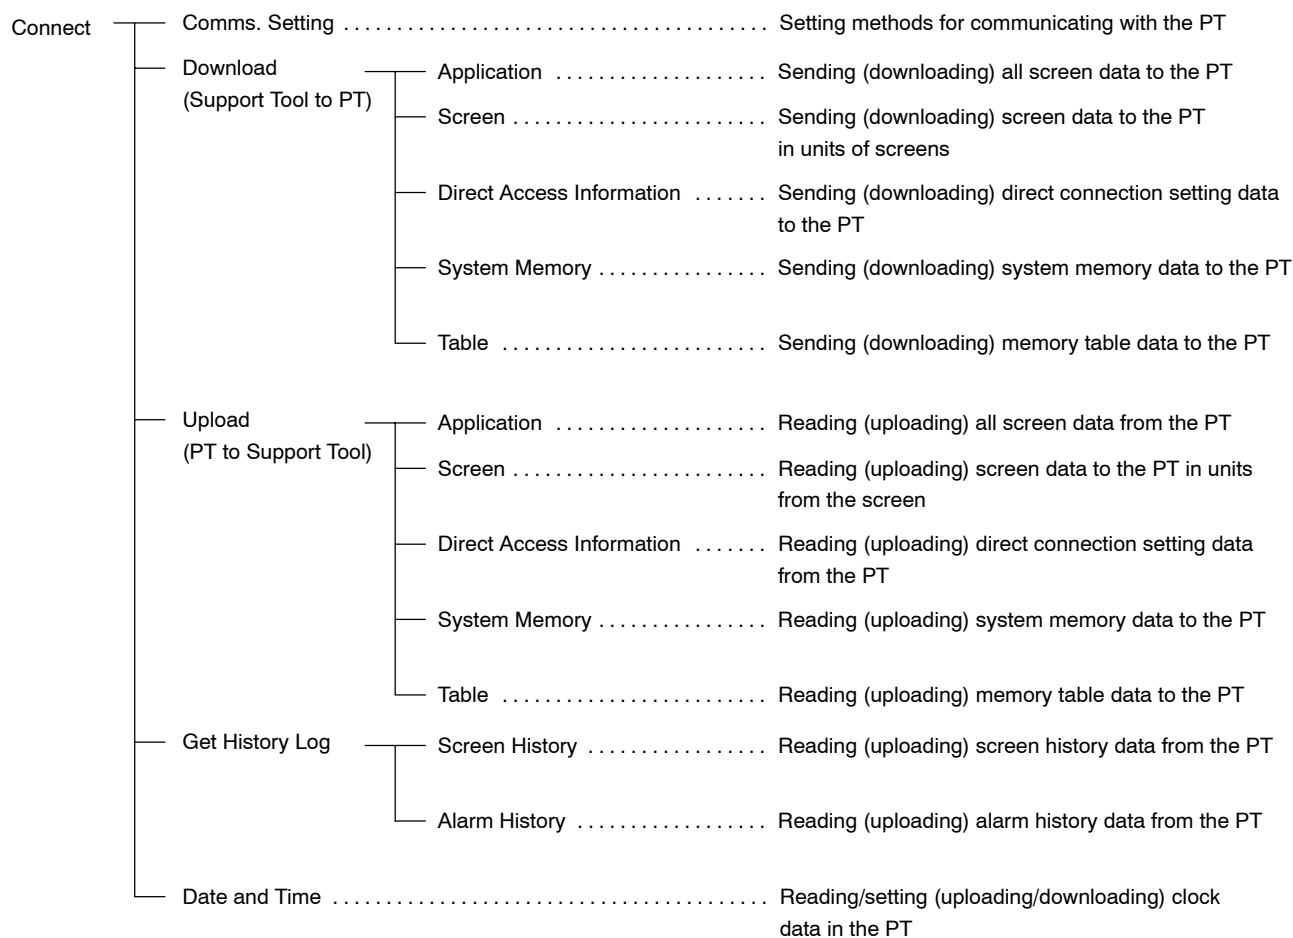 Connect
Comms. Setting ........................................ Setting methods for communicating with the PT
Download
(Support Tool to PT)
Application .................... Sending (downloading) all screen data to the PT
Screen ........................ Sending (downloading) screen data to the PT
in units of screens
Direct Access Information ....... Sending (downloading) direct connection setting data
to the PT
System Memory ................ Sending (downloading) system memory data to the PT
Table ......................... Sending (downloading) memory table data to the PT
Upload
(PT to Support Tool)
Application .................... Reading (uploading) all screen data from the PT
Screen ........................ Reading (uploading) screen data to the PT in units
from the screen
Direct Access Information ....... Reading (uploading) direct connection setting data
from the PT
System Memory ................ Reading (uploading) system memory data to the PT
Table ......................... Reading (uploading) memory table data to the PT
Get History Log
Screen History ................. Reading (uploading) screen history data from the PT
Alarm History .................. Reading (uploading) alarm history data from the PT
Date and Time ......................................... Reading/setting (uploading/downloading) clock
data in the PT